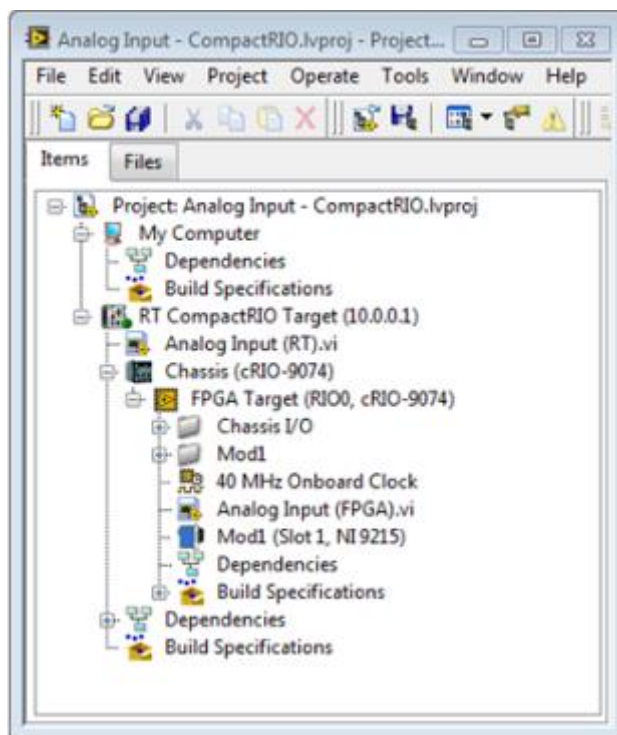 Analog Input - CompactRIO.lvproj - Project...
File Edit View Project Operate Tools Window Help
Items Files
Project: Analog Input - CompactRIO.lvproj
My Computer
Dependencies
Build Specifications
RT CompactRIO Target (10.0.0.1)
Analog Input (RT).vi
Chassis (cRIO-9074)
FPGA Target (RIO0, cRIO-9074)
Chassis I/O
Mod1
40 MHz Onboard Clock
Analog Input (FPGA).vi
Mod1 (Slot 1, NI 9215)
Dependencies
Build Specifications
Dependencies
Build Specifications